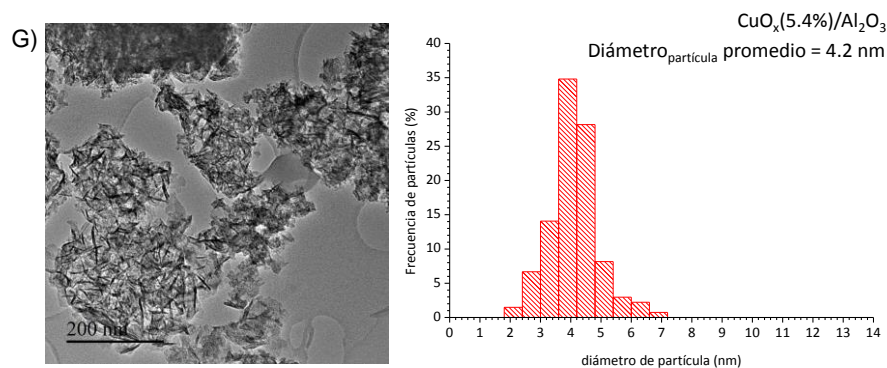 G)
200 nm
CuOₓ(5.4%)/Al₂O₃
Diámetro partícula promedio = 4.2 nm
Frecuencia de partículas (%)
40
35
30
25
20
15
10
5
0
0 1 2 3 4 5 6 7 8 9 10 11 12 13 14
diámetro de partícula (nm)